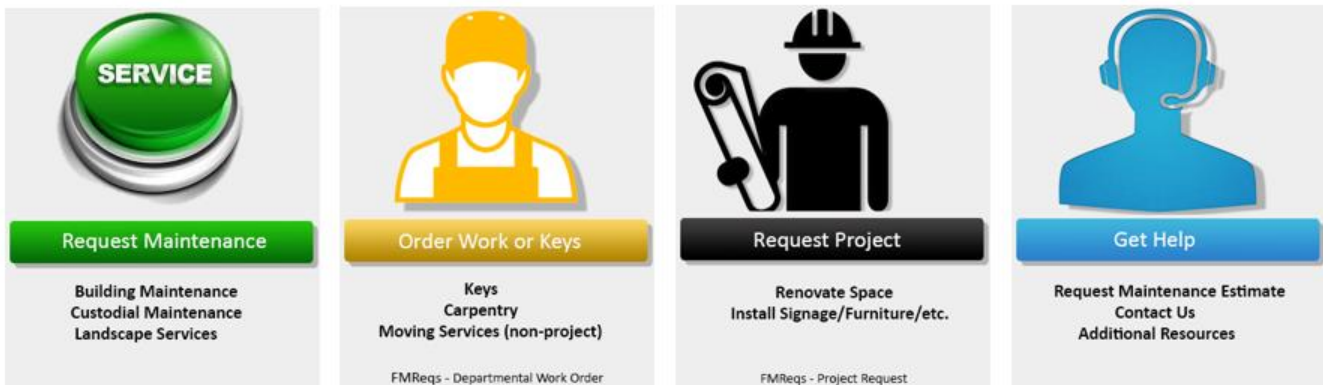 SERVICE
Request Maintenance
Building Maintenance
Custodial Maintenance
Landscape Services
Order Work or Keys
Keys
Carpentry
Moving Services (non-project)
FMReqs - Departmental Work Order
Request Project
Renovate Space
Install Signage/Furniture/etc.
FMReqs - Project Request
Get Help
Request Maintenance Estimate
Contact Us
Additional Resources